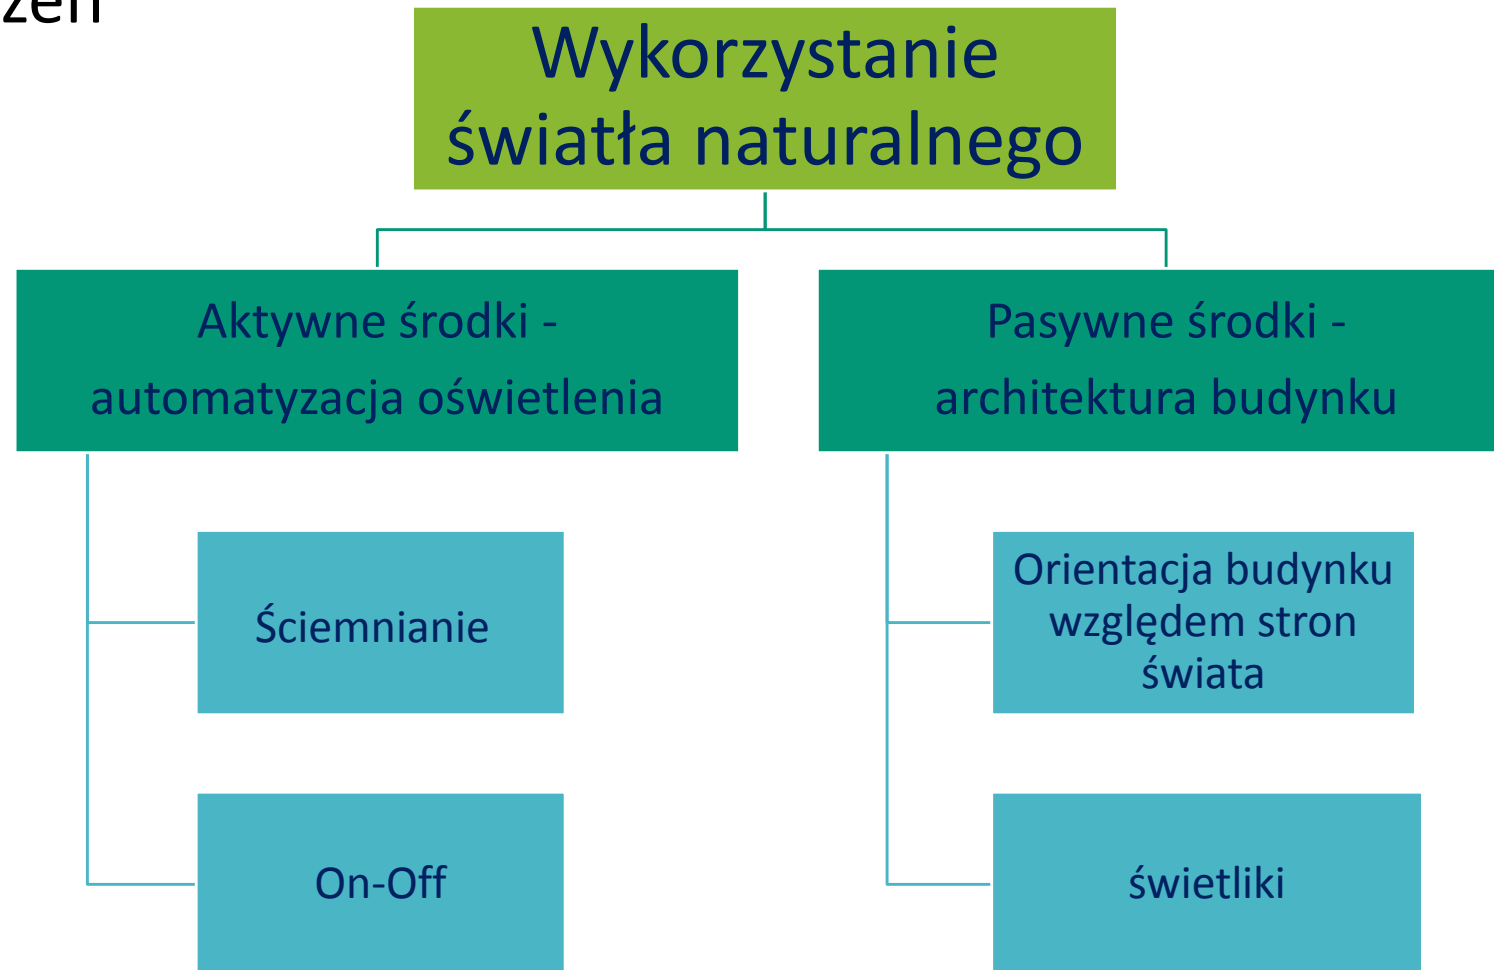 Wykorzystanie
światła naturalnego
Aktywne środki -
automatyzacja oświetlenia
Pasywne środki -
architektura budynku
Ściemnianie
Orientacja budynku
względem stron
świata
On-Off
świetliki